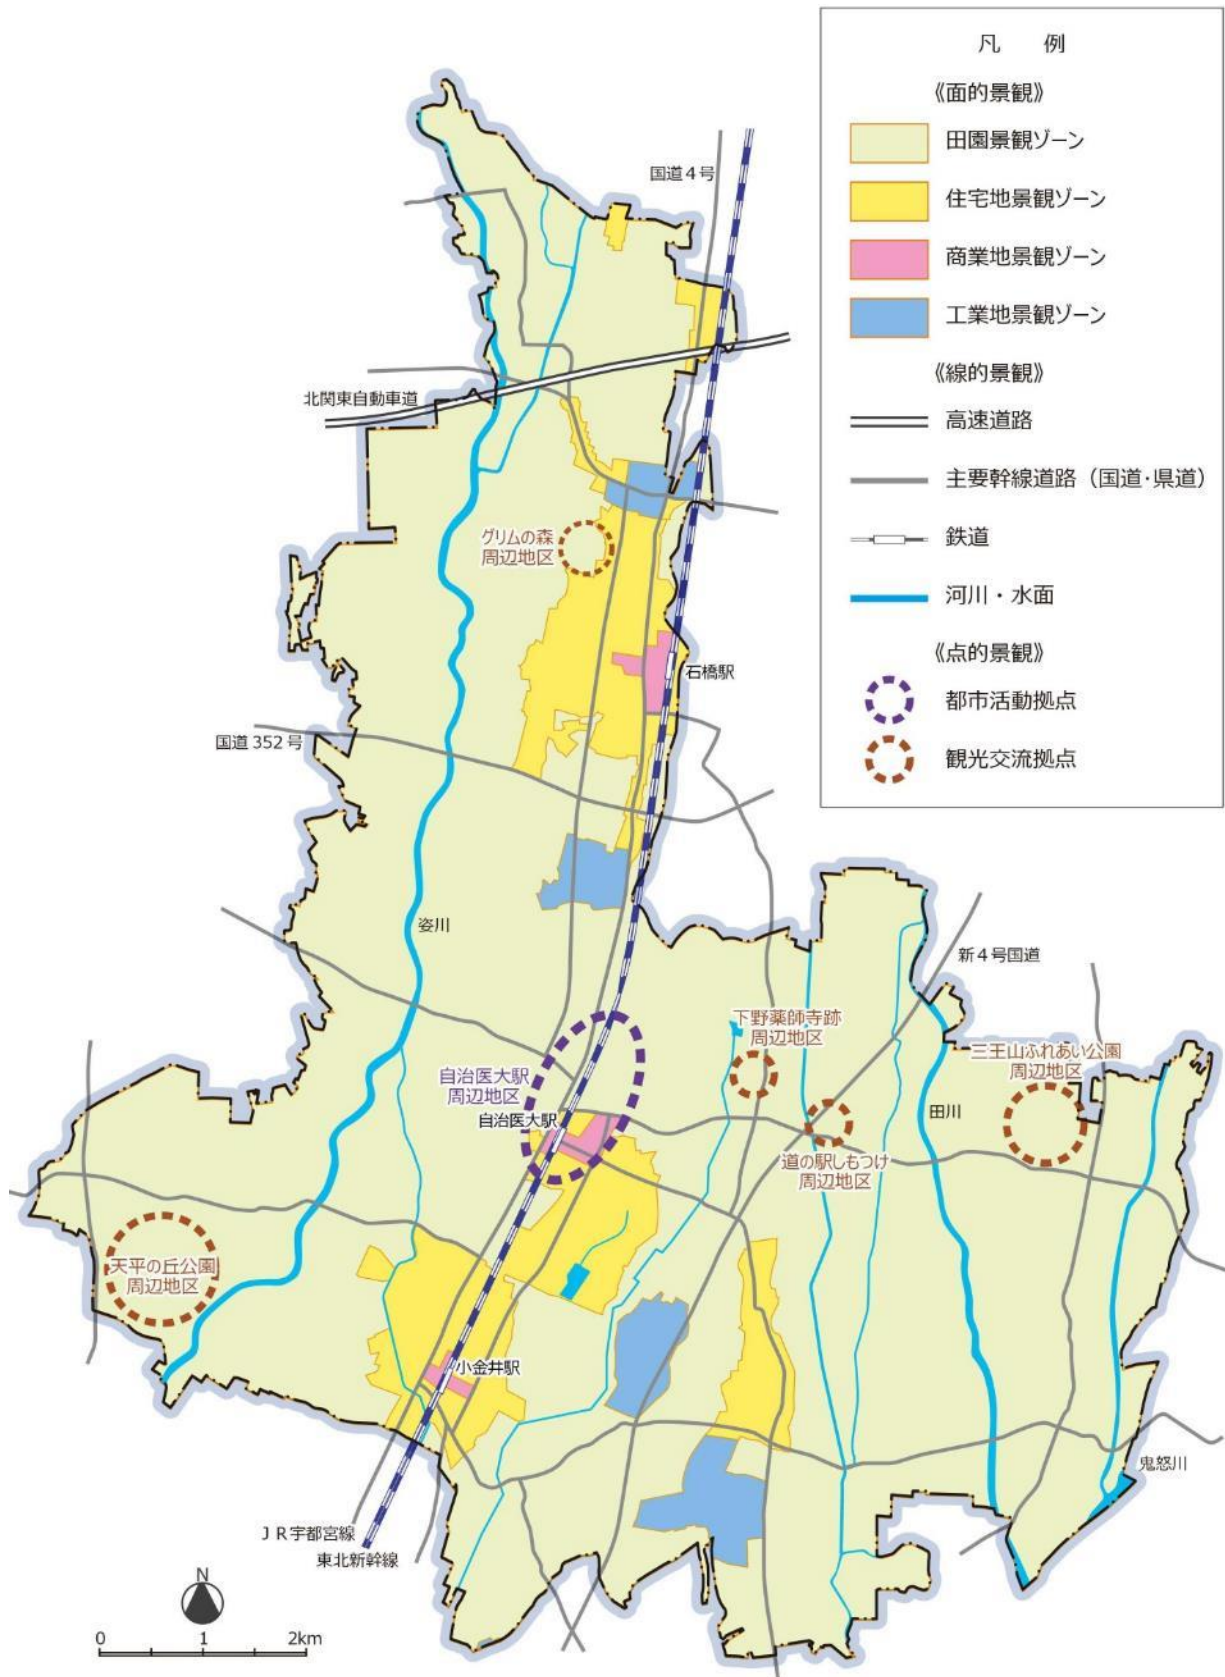 凡 例
《面的景観》
田園景観ゾーン
住宅地景観ゾーン
商業地景観ゾーン
工業地景観ゾーン
《線的景観》
高速道路
主要幹線道路（国道･県道）
鉄道
河川・水面
《点的景観》
都市活動拠点
観光交流拠点
国道４号
北関東自動車道
グリムの森
周辺地区
石橋駅
国道 352 号
姿川
新４号国道
下野薬師寺跡
周辺地区
三王山ふれあい公園
周辺地区
自治医大駅
周辺地区
自治医大駅
田川
道の駅しもつけ
周辺地区
天平の丘公園
周辺地区
小金井駅
鬼怒川
ＪＲ宇都宮線
東北新幹線
N
0 1 2km